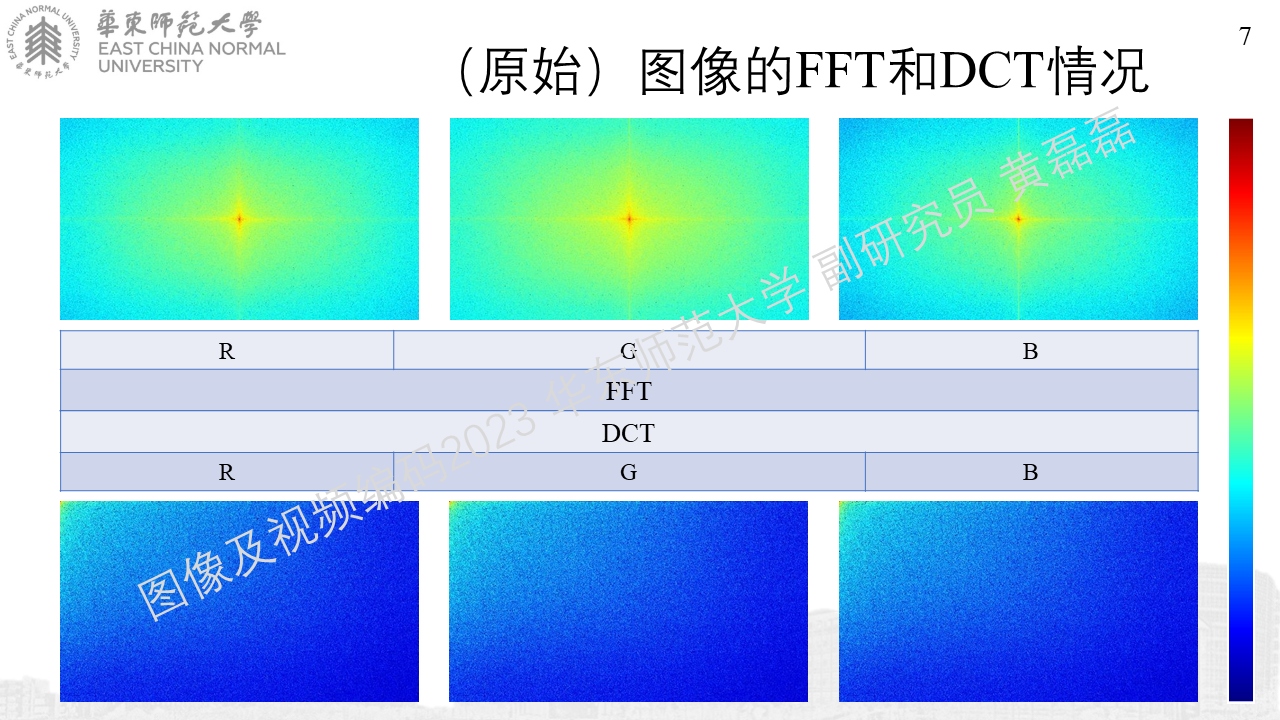 EAST CHINA NORMAL UNIVERSITY
華東師範大學
華東師範大學
EAST CHINA NORMAL
UNIVERSITY
7
（原始）图像的FFT和DCT情况
R G B
FFT
DCT
R G B
图像及视频编码2023 华东师范大学 副研究员 黄磊磊